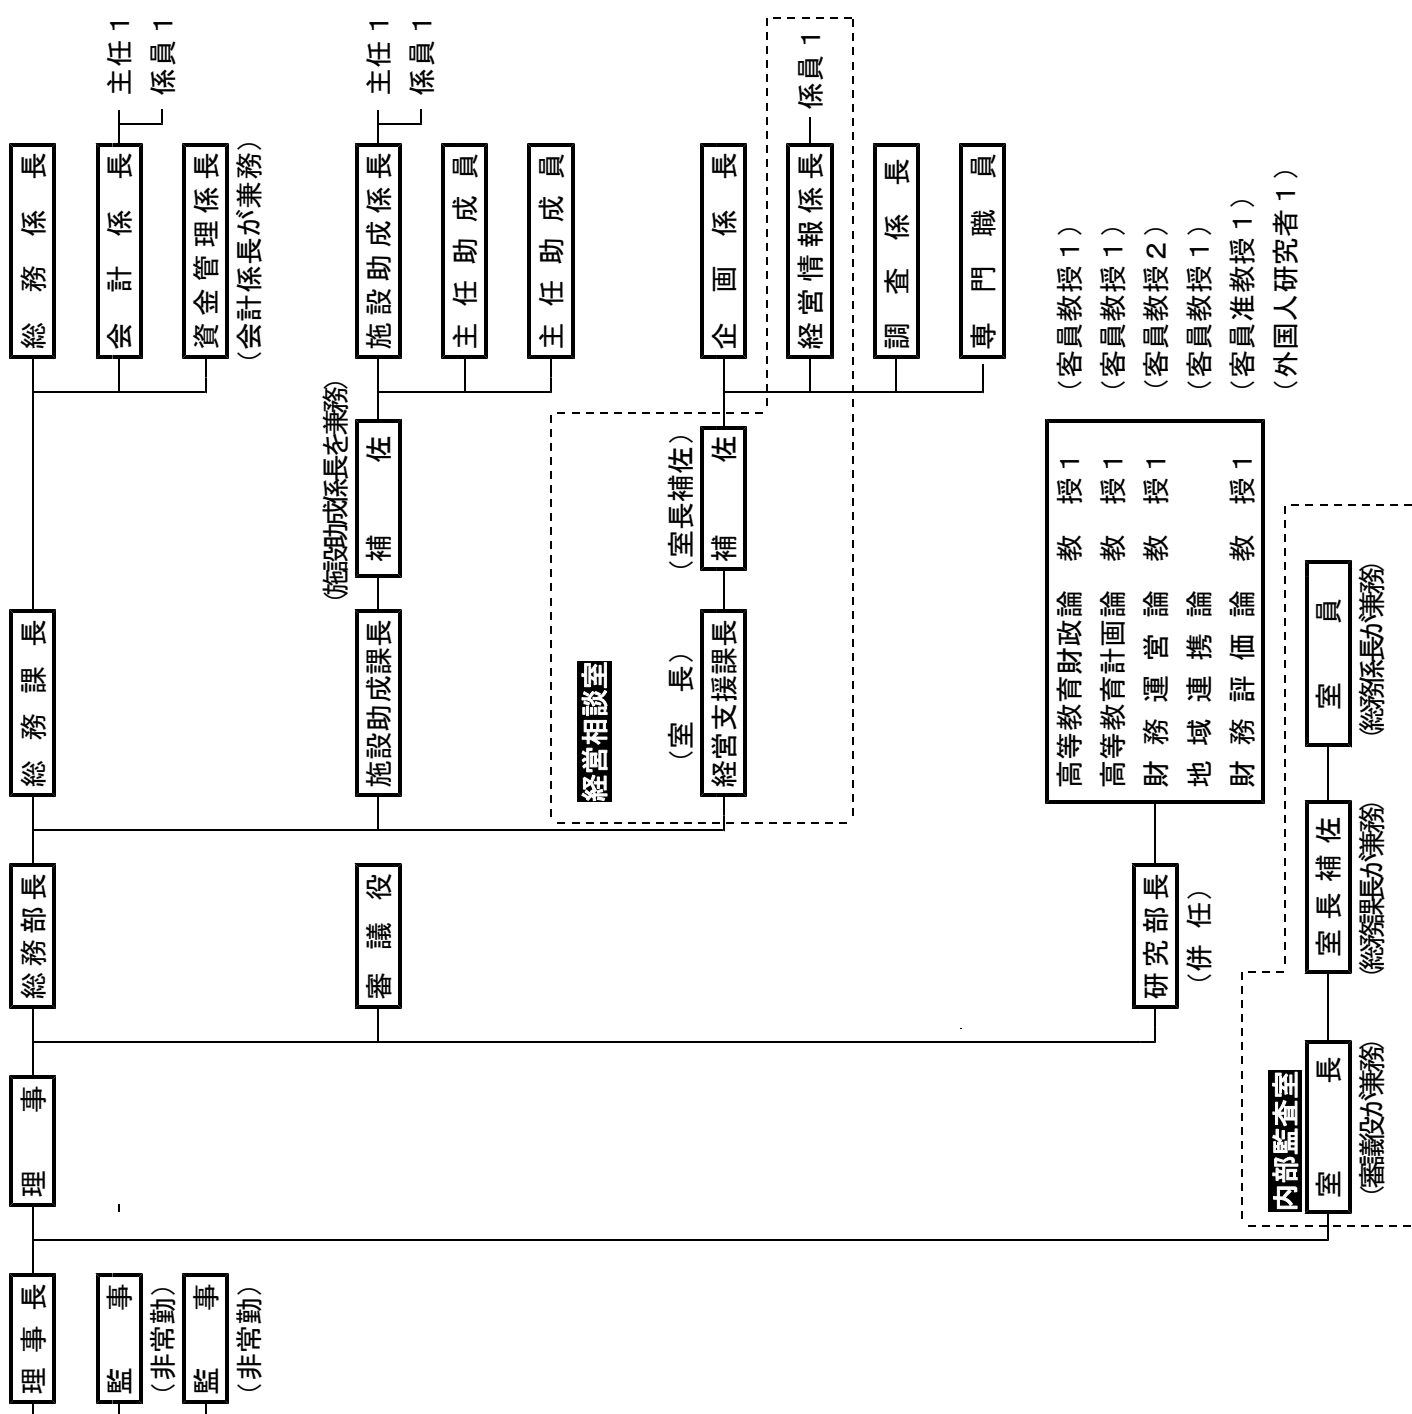 理事長
監事
(非常勤)
監事
(非常勤)
理事
総務部長
審議役
研究部長
(併任)
総務課長
総務係長
会計係長
主任1
係員1
資金管理係長
(会計係長が兼務)
施設助成課長
(施設助成係長を兼務)
補佐
施設助成係長
主任1
係員1
主任助成員
主任助成員
経営相談室
(室長)
経営支援課長
(室長補佐)
補佐
企画係長
経営情報係長
係員1
調査係長
専門職員
高等教育財政論 教授1 (客員教授1)
高等教育計画論 教授1 (客員教授1)
財務運営論 教授1 (客員教授2)
地域連携論 (客員教授1)
財務評価論 教授1 (客員准教授1)
(外国人研究者1)
内部監査室
室長
(審議役が兼務)
室長補佐
(総務課長が兼務)
室員
(総務係長が兼務)